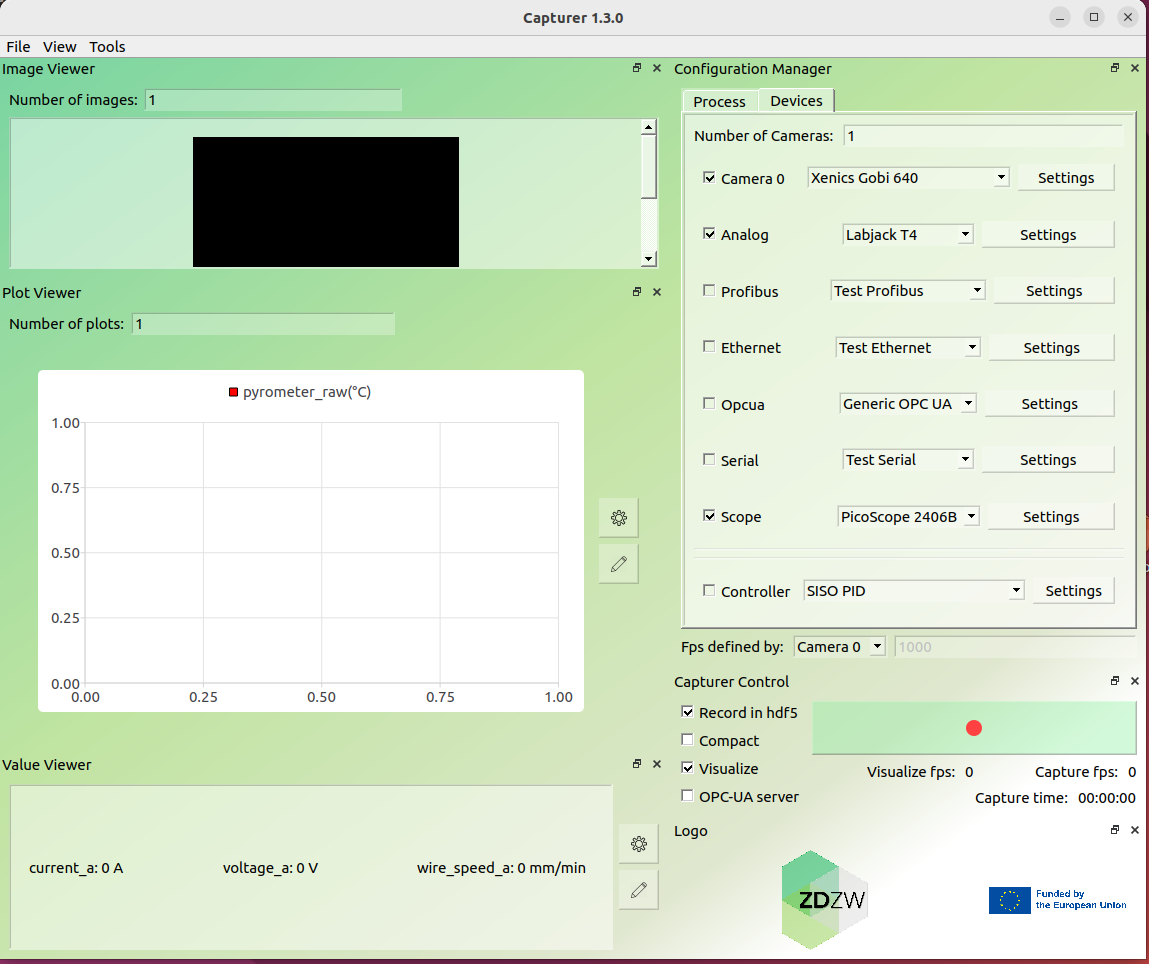 Capturer 1.3.0
File View Tools
Image Viewer
Number of images: 1
Plot Viewer
Number of plots: 1
pyrometer_raw(°C)
1.00
0.75
0.50
0.25
0.00
0.00 0.25 0.50 0.75 1.00
Value Viewer
current_a: 0 A voltage_a: 0 V wire_speed_a: 0 mm/min
Configuration Manager
Process Devices
Number of Cameras: 1
Camera 0 Xenics Gobi 640 Settings
Analog Labjack T4 Settings
Profibus Test Profibus Settings
Ethernet Test Ethernet Settings
Opcua Generic OPC UA Settings
Serial Test Serial Settings
Scope PicoScope 2406B Settings
Controller SISO PID Settings
Fps defined by: Camera 0 1000
Capturer Control
Record in hdf5
Compact
Visualize
OPC-UA server
Visualize fps: 0 Capture fps: 0
Capture time: 00:00:00
Logo
ZDZW
Funded by
the European Union